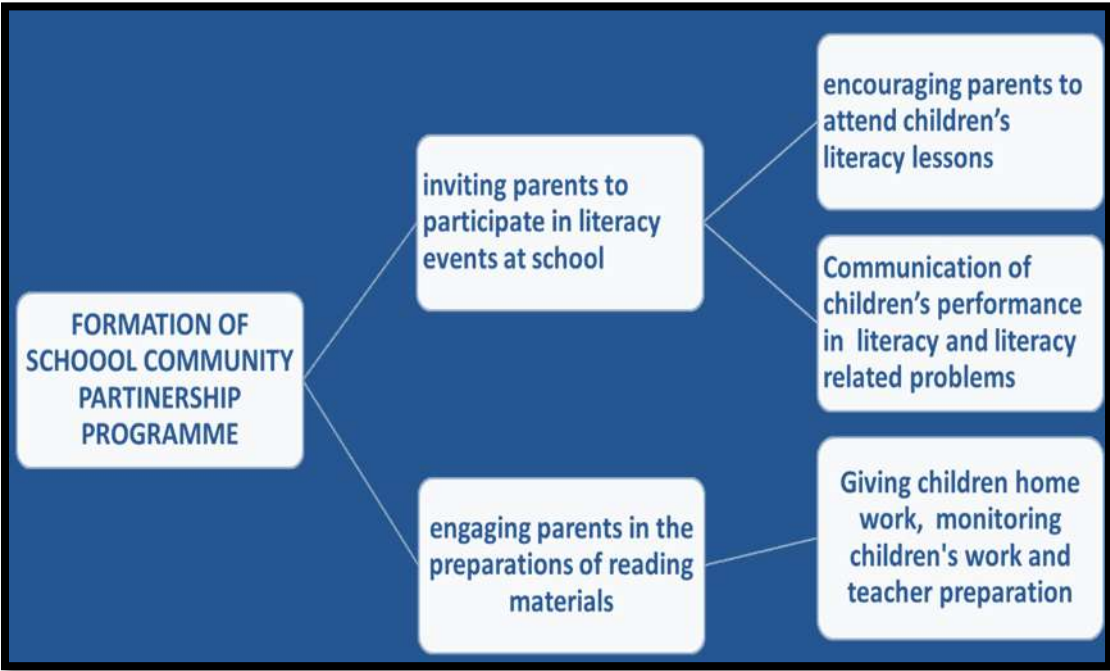 FORMATION OF
SCHOOOL COMMUNITY
PARTINERSHIP
PROGRAMME
inviting parents to
participate in literacy
events at school
engaging parents in the
preparations of reading
materials
encouraging parents to
attend children’s
literacy lessons
Communication of
children’s performance
in literacy and literacy
related problems
Giving children home
work, monitoring
children's work and
teacher preparation